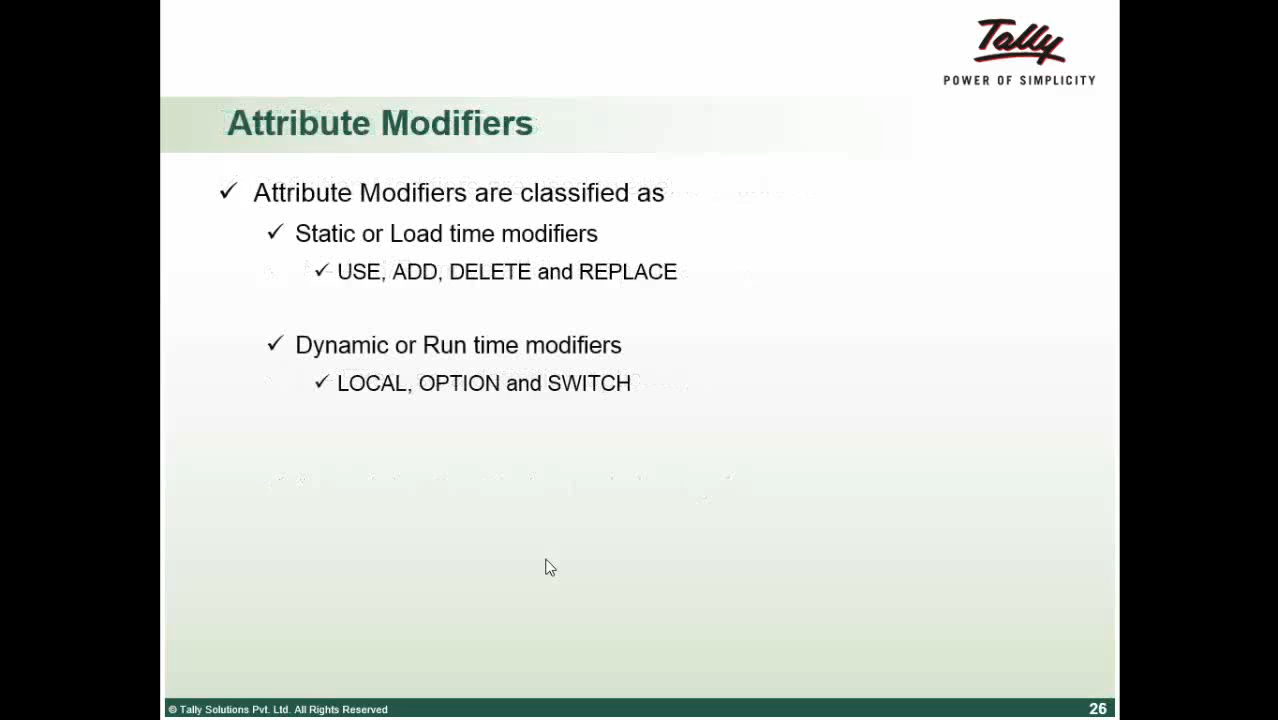 Tally
POWER OF SIMPLICITY
Attribute Modifiers
Attribute Modifiers are classified as
Static or Load time modifiers
USE, ADD, DELETE and REPLACE
Dynamic or Run time modifiers
LOCAL, OPTION and SWITCH
© Tally Solutions Pvt. Ltd. All Rights Reserved
26